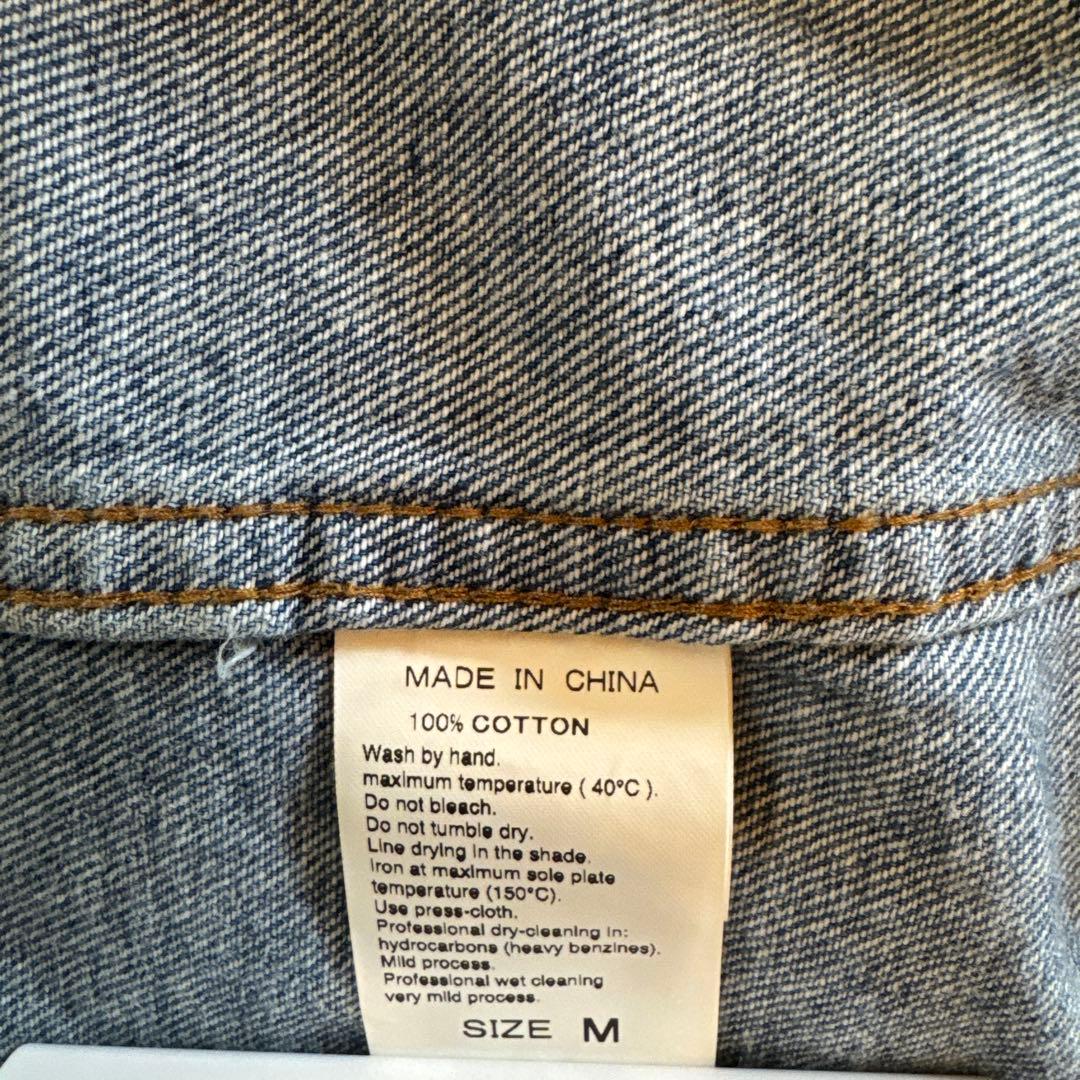 MADE IN CHINA
100% COTTON
Wash by hand.
maximum temperature ( 40°C ).
Do not bleach.
Do not tumble dry.
Line drying in the shade.
Iron at maximum sole plate
temperature (150°C).
Use press-cloth.
Professional dry-cleaning in:
hydrocarbons (heavy benzines).
Mild process.
Professional wet cleaning
very mild process.
SIZE M